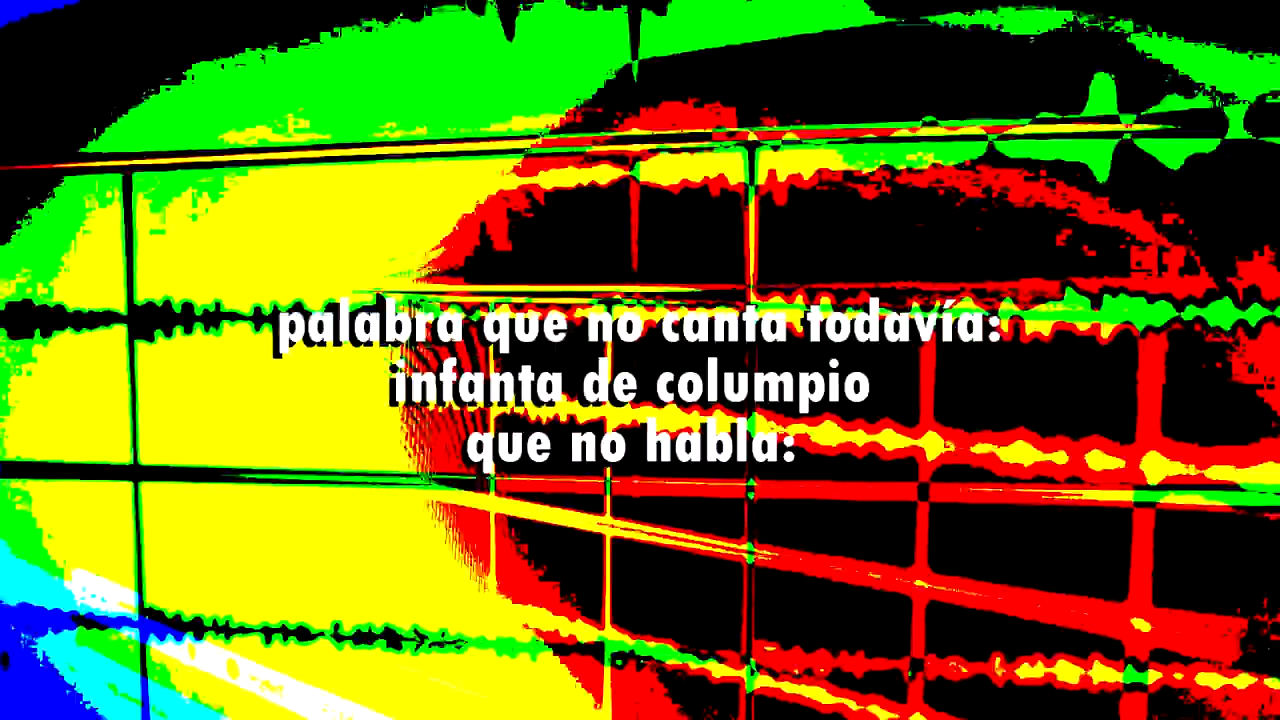 palabra que no canta todavía:
infanta de columpio
que no habla: